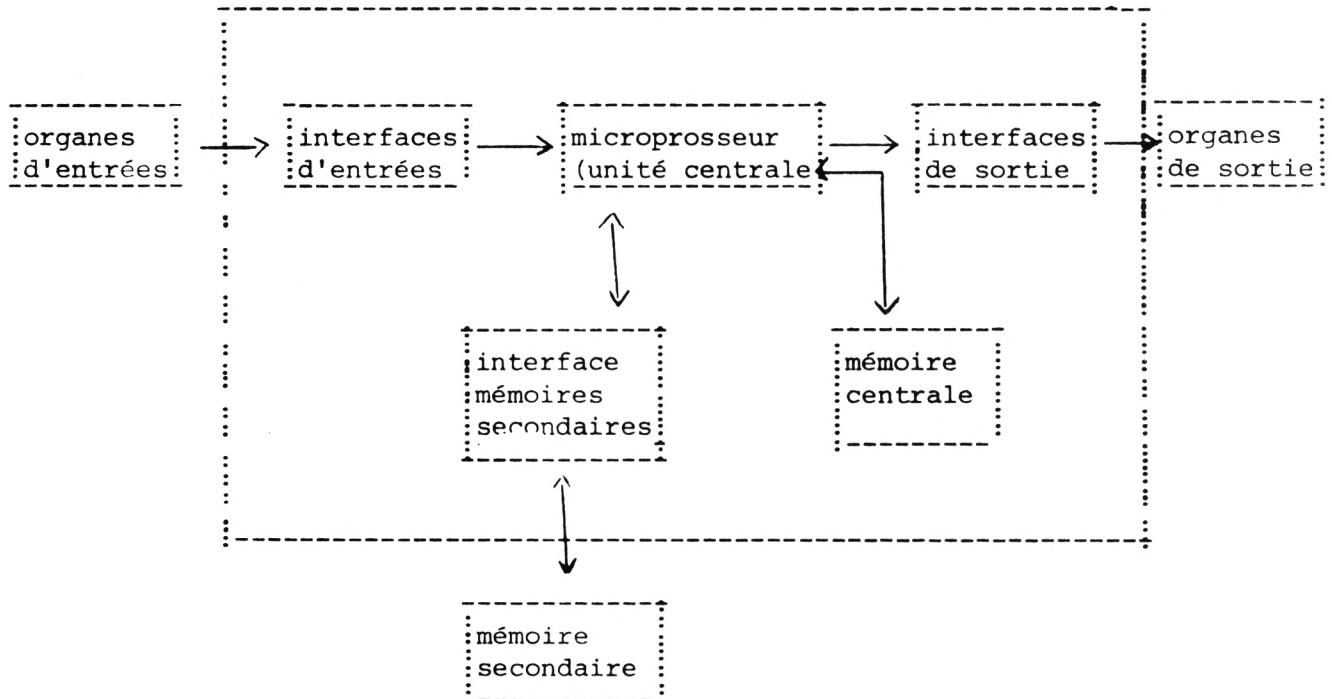 organes
d'entrées
interfaces
d'entrées
microprosseur
(unité centrale
interfaces
de sortie
organes
de sortie
interface
mémoires
secondaires
mémoire
centrale
mémoire
secondaire